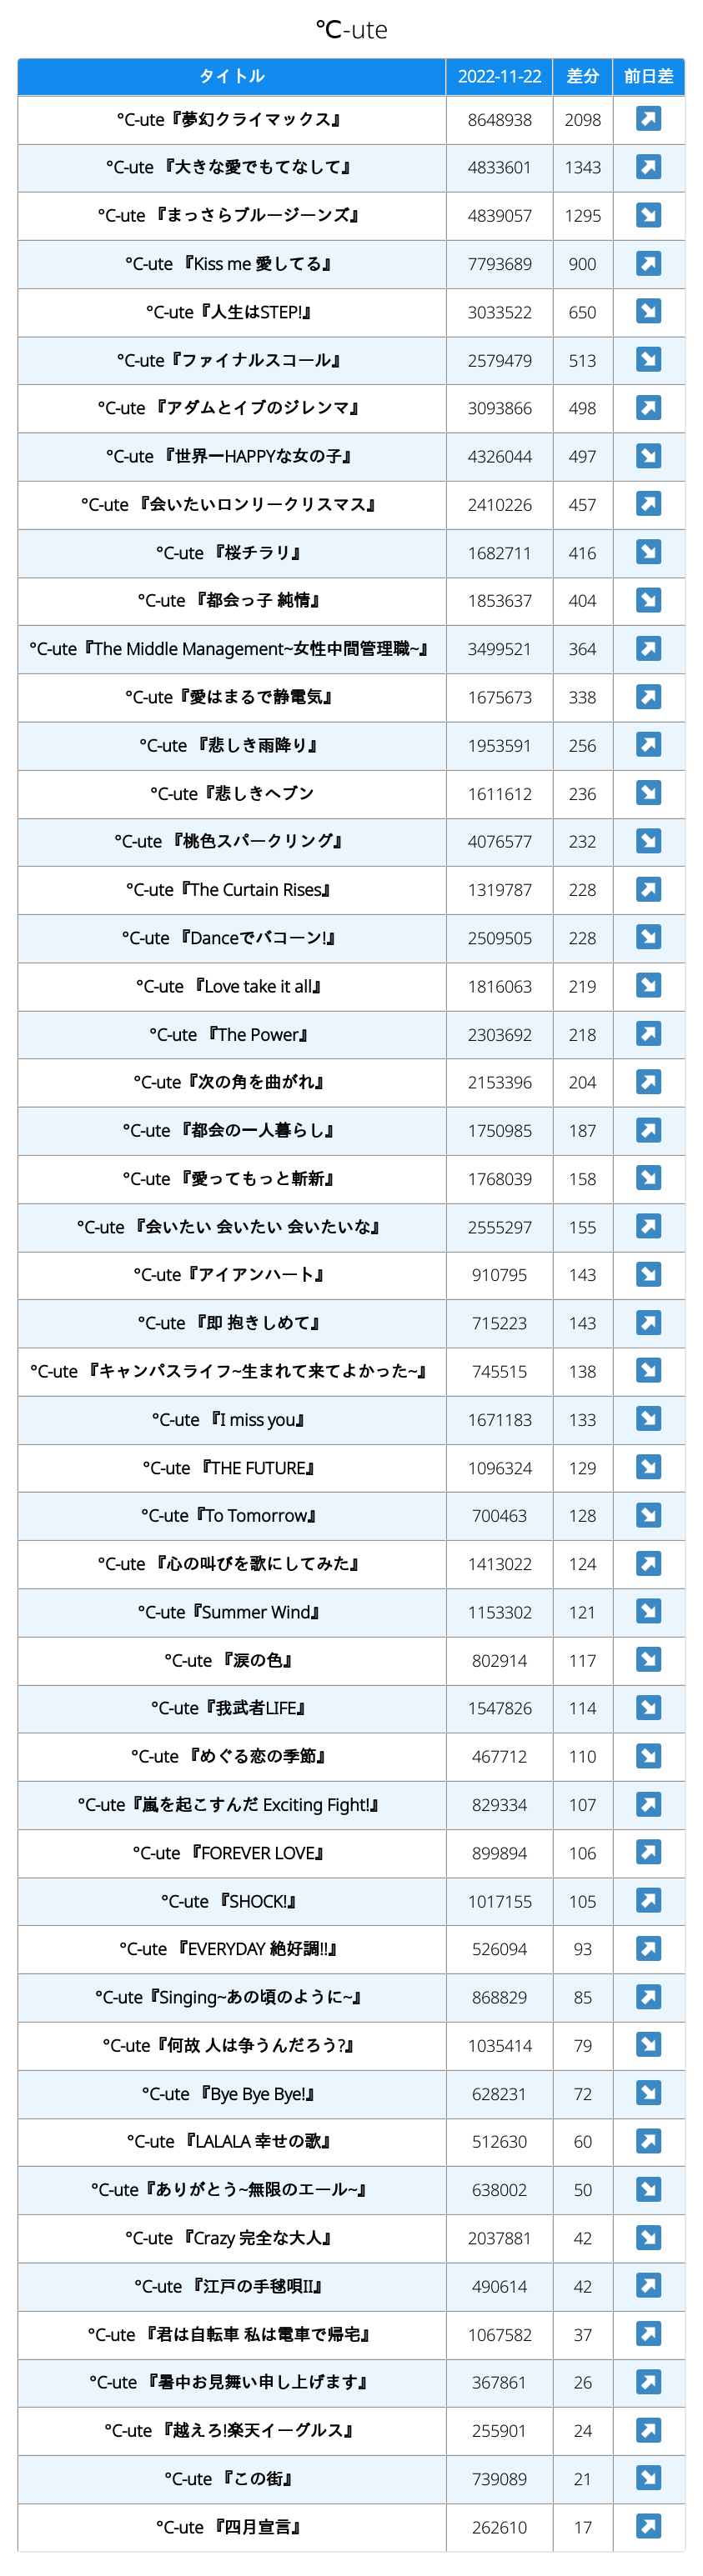 ℃-ute
タイトル 2022-11-22 差分 前日差
°C-ute『夢幻クライマックス』 8648938 2098 ↗
°C-ute 『大きな愛でもてなして』 4833601 1343 ↗
°C-ute 『まっさらブルージーンズ』 4839057 1295 ↘
°C-ute 『Kiss me 愛してる』 7793689 900 ↗
°C-ute『人生はSTEP!』 3033522 650 ↘
°C-ute『ファイナルスコール』 2579479 513 ↘
°C-ute 『アダムとイブのジレンマ』 3093866 498 ↗
°C-ute 『世界一HAPPYな女の子』 4326044 497 ↘
°C-ute 『会いたいロンリークリスマス』 2410226 457 ↗
°C-ute 『桜チラリ』 1682711 416 ↘
°C-ute 『都会っ子 純情』 1853637 404 ↘
°C-ute『The Middle Management~女性中間管理職~』 3499521 364 ↗
°C-ute『愛はまるで静電気』 1675673 338 ↗
°C-ute 『悲しき雨降り』 1953591 256 ↗
°C-ute『悲しきヘブン 1611612 236 ↘
°C-ute 『桃色スパークリング』 4076577 232 ↘
°C-ute『The Curtain Rises』 1319787 228 ↗
°C-ute 『Danceでバコーン!』 2509505 228 ↘
°C-ute 『Love take it all』 1816063 219 ↘
°C-ute 『The Power』 2303692 218 ↗
°C-ute『次の角を曲がれ』 2153396 204 ↗
°C-ute 『都会の一人暮らし』 1750985 187 ↗
°C-ute 『愛ってもっと斬新』 1768039 158 ↘
°C-ute 『会いたい 会いたい 会いたいな』 2555297 155 ↗
°C-ute『アイアンハート』 910795 143 ↘
°C-ute 『即 抱きしめて』 715223 143 ↗
°C-ute 『キャンパスライフ~生まれて来てよかった~』 745515 138 ↘
°C-ute 『I miss you』 1671183 133 ↘
°C-ute 『THE FUTURE』 1096324 129 ↘
°C-ute『To Tomorrow』 700463 128 ↘
°C-ute 『心の叫びを歌にしてみた』 1413022 124 ↗
°C-ute『Summer Wind』 1153302 121 ↘
°C-ute 『涙の色』 802914 117 ↘
°C-ute『我武者LIFE』 1547826 114 ↘
°C-ute 『めぐる恋の季節』 467712 110 ↘
°C-ute『嵐を起こすんだ Exciting Fight!』 829334 107 ↗
°C-ute 『FOREVER LOVE』 899894 106 ↗
°C-ute 『SHOCK!』 1017155 105 ↗
°C-ute 『EVERYDAY 絶好調!!』 526094 93 ↗
°C-ute『Singing~あの頃のように~』 868829 85 ↗
°C-ute『何故 人は争うんだろう?』 1035414 79 ↘
°C-ute 『Bye Bye Bye!』 628231 72 ↘
°C-ute 『LALALA 幸せの歌』 512630 60 ↗
°C-ute『ありがとう~無限のエール~』 638002 50 ↘
°C-ute 『Crazy 完全な大人』 2037881 42 ↘
°C-ute 『江戸の手毬唄II』 490614 42 ↗
°C-ute 『君は自転車 私は電車で帰宅』 1067582 37 ↗
°C-ute 『暑中お見舞い申し上げます』 367861 26 ↗
°C-ute 『越えろ!楽天イーグルス』 255901 24 ↗
°C-ute 『この街』 739089 21 ↘
°C-ute 『四月宣言』 262610 17 ↗